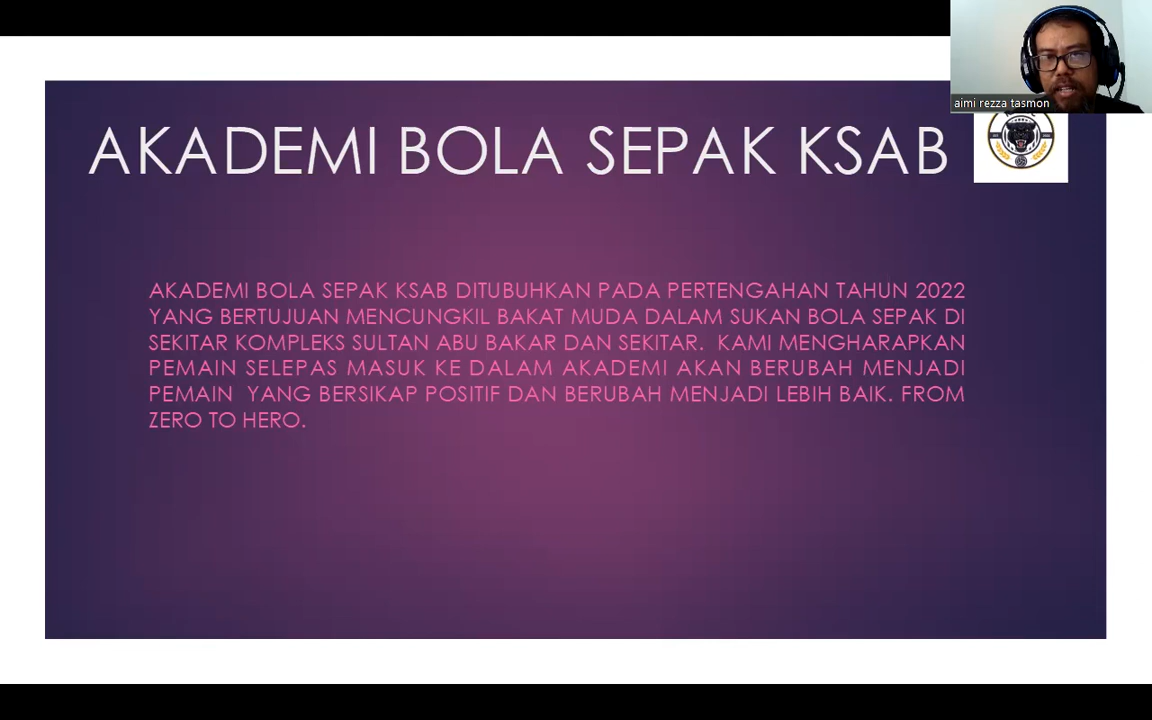 aimi rezza tasmon
AKADEMI BOLA SEPAK KSAB
AKADEMI BOLA SEPAK KSAB DITUBUHKAN PADA PERTENGAHAN TAHUN 2022
YANG BERTUJUAN MENCUNGKIL BAKAT MUDA DALAM SUKAN BOLA SEPAK DI
SEKITAR KOMPLEKS SULTAN ABU BAKAR DAN SEKITAR. KAMI MENGHARAPKAN
PEMAIN SELEPAS MASUK KE DALAM AKADEMI AKAN BERUBAH MENJADI
PEMAIN YANG BERSIKAP POSITIF DAN BERUBAH MENJADI LEBIH BAIK. FROM
ZERO TO HERO.